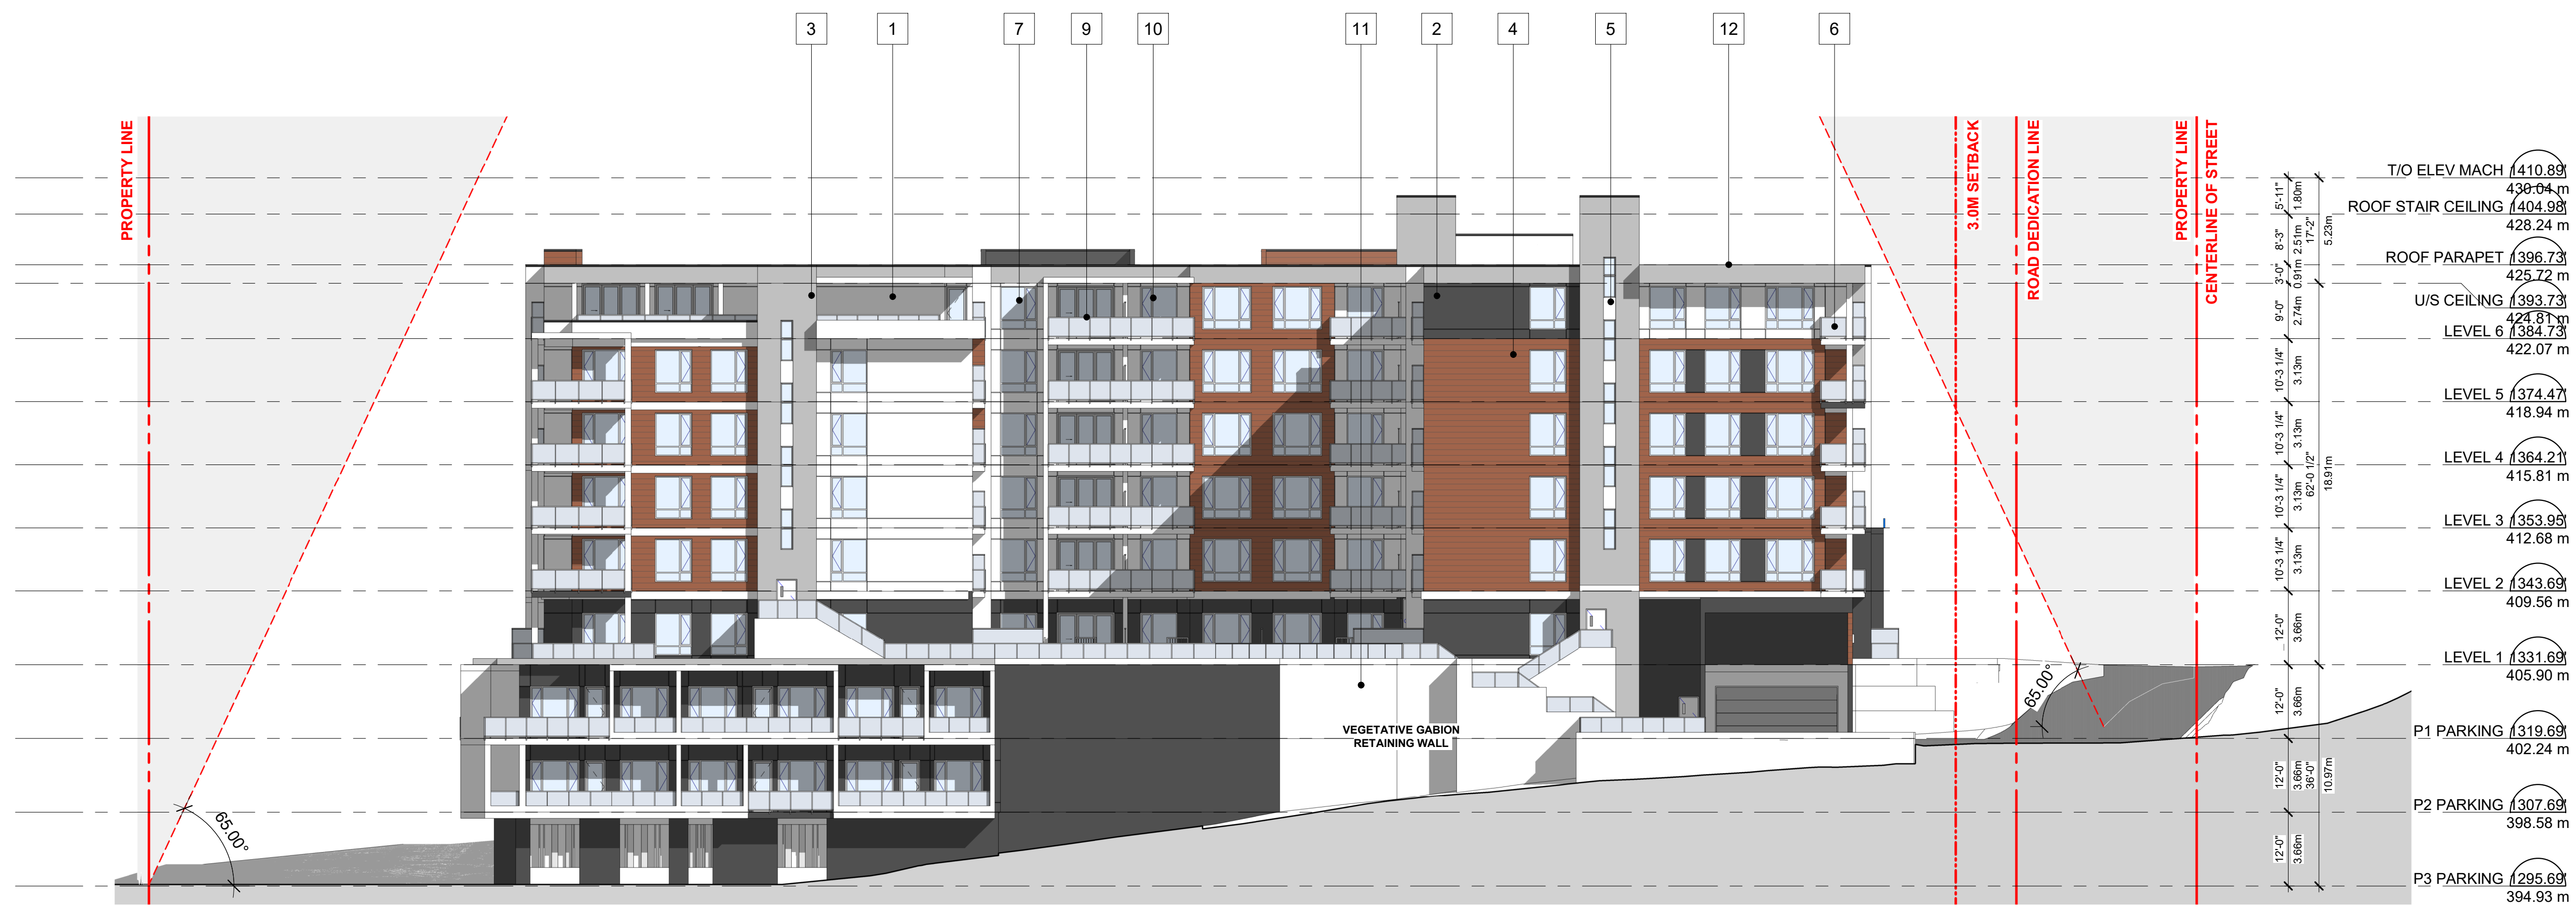 3
1
7
9
10
11
2
4
5
12
6
PROPERTY LINE
3.0M SETBACK
ROAD DEDICATION LINE
PROPERTY LINE
CENTERLINE OF STREET
T/O ELEV MACH 1410.89'
430.04 m
ROOF STAIR CEILING 1404.98'
428.24 m
ROOF PARAPET 1396.73'
425.72 m
U/S CEILING 1393.73'
424.81 m
LEVEL 6 1384.73'
422.07 m
LEVEL 5 1374.47'
418.94 m
LEVEL 4 1364.21'
415.81 m
LEVEL 3 1353.95'
412.68 m
LEVEL 2 1343.69'
409.56 m
LEVEL 1 1331.69'
405.90 m
P1 PARKING 1319.69'
402.24 m
P2 PARKING 1307.69'
398.58 m
P3 PARKING 1295.69'
394.93 m
5'-11"
1.80m
8'-3"
2.51m
17'-2"
5.23m
3'-0"
0.91m
9'-0"
2.74m
10'-3 1/4"
3.13m
10'-3 1/4"
3.13m
10'-3 1/4"
3.13m
10'-3 1/4"
3.13m
62'-0 1/2"
18.91m
12'-0"
3.66m
12'-0"
3.66m
12'-0"
3.66m
36'-0"
10.97m
12'-0"
3.66m
VEGETATIVE GABION
RETAINING WALL
65.00°
65.00°